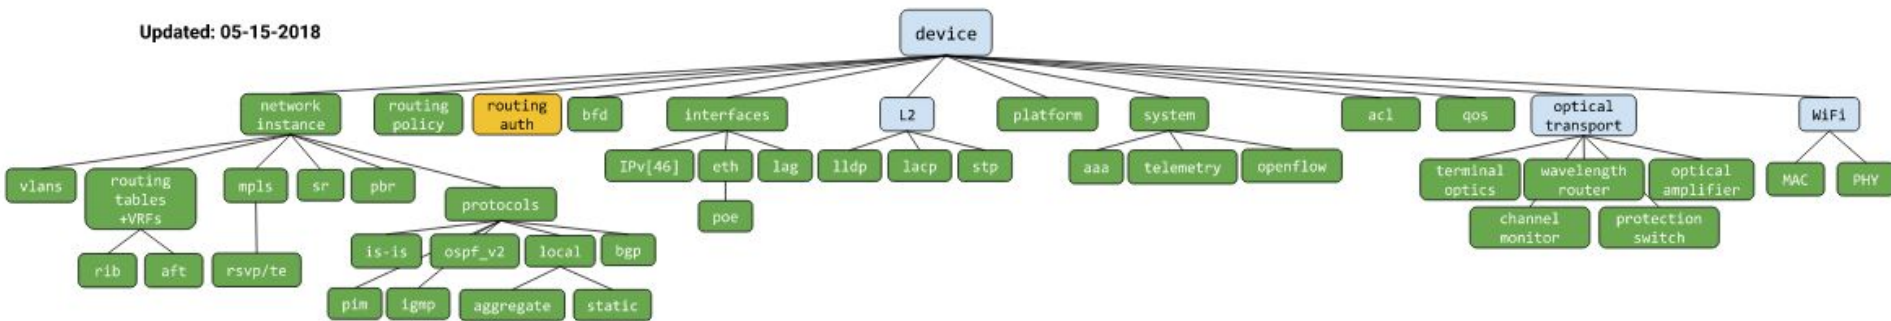 Updated: 05-15-2018
device
network
instance
routing
policy
routing
auth
bfd
interfaces
L2
platform
system
acl
qos
optical
transport
WiFi
vlans
routing
tables
+VRFs
mpls
sr
pbr
protocols
IPv[46]
eth
lag
lldp
lacp
stp
aaa
telemetry
openflow
terminal
optics
wavelength
router
optical
amplifier
MAC
PHY
poe
channel
monitor
protection
switch
rib
aft
rsvp/te
is-is
ospf_v2
local
bgp
pim
igmp
aggregate
static